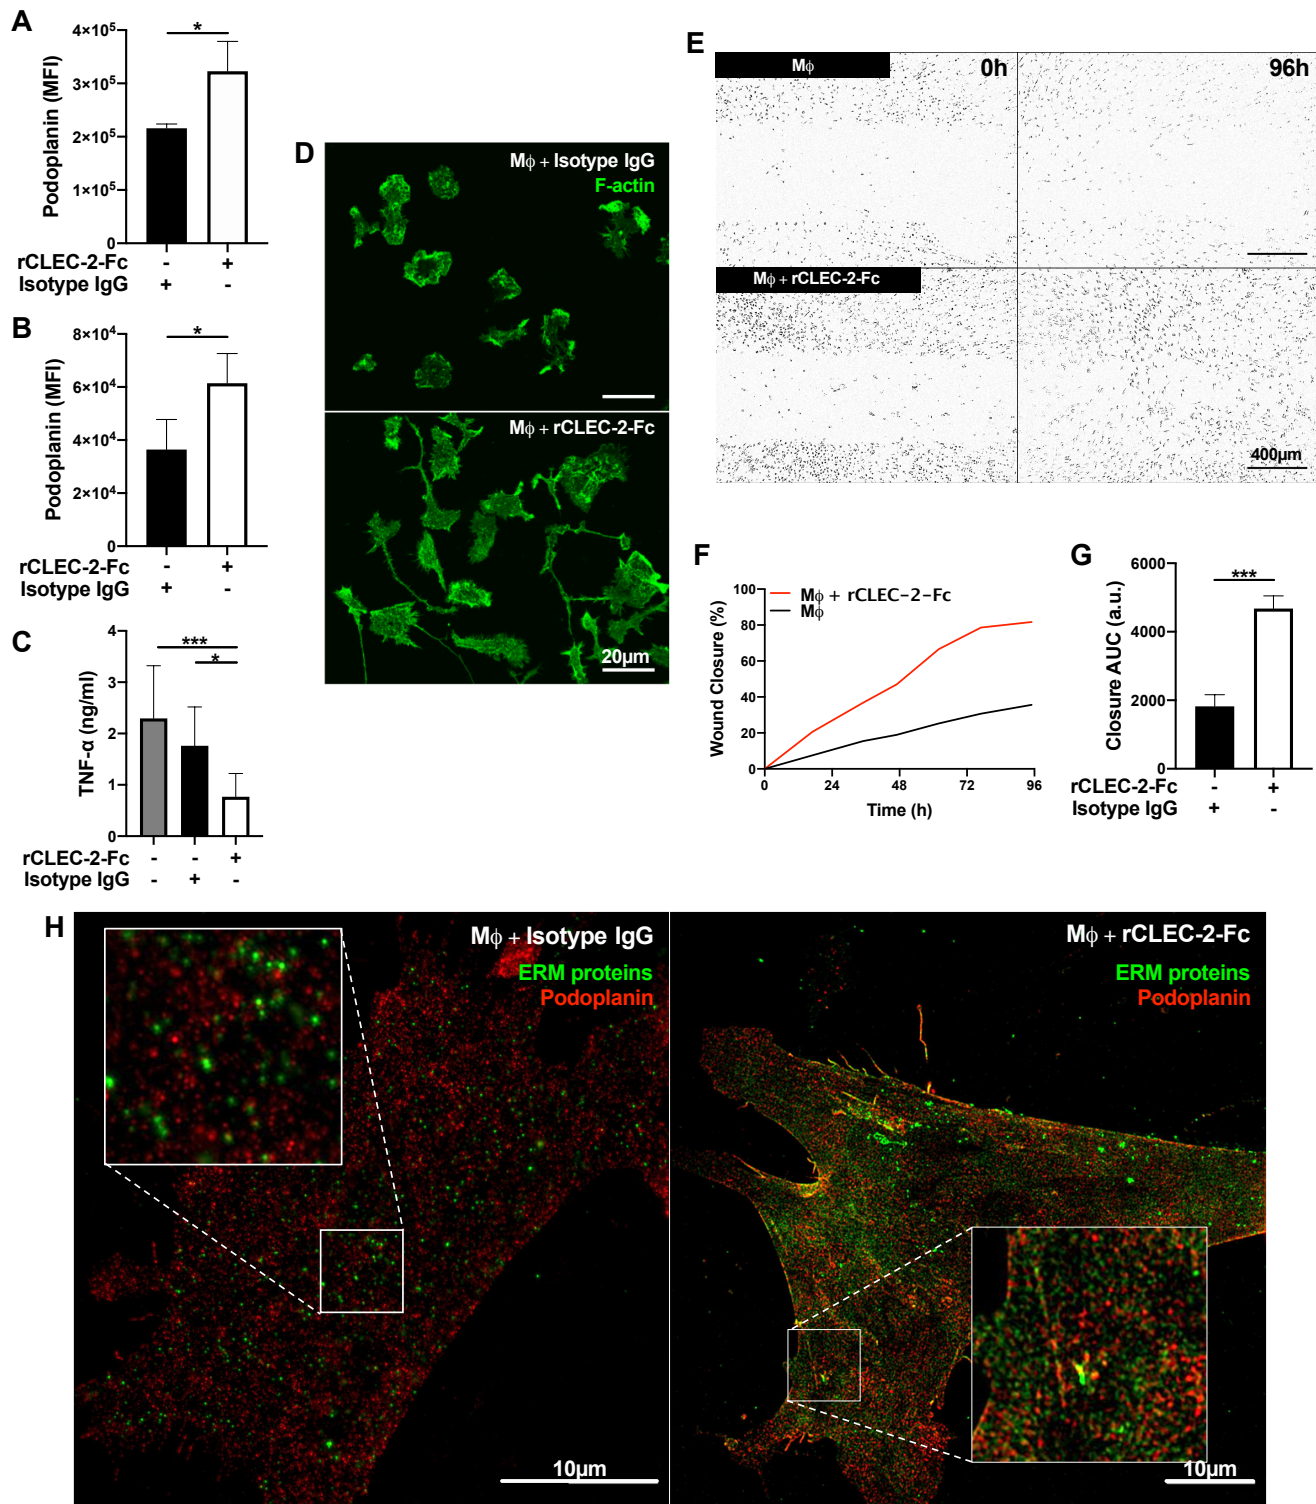 A
Podoplanin (MFI)
4×10⁵
3×10⁵
2×10⁵
1×10⁵
0
*
rCLEC-2-Fc - +
Isotype IgG + -
B
Podoplanin (MFI)
8×10⁴
6×10⁴
4×10⁴
2×10⁴
0
*
rCLEC-2-Fc - +
Isotype IgG + -
C
TNF-α (ng/ml)
4
3
2
1
0
***
*
rCLEC-2-Fc - - +
Isotype IgG - + -
D
Mϕ + Isotype IgG
F-actin
Mϕ + rCLEC-2-Fc
20μm
E
Mϕ
0h
96h
Mϕ + rCLEC-2-Fc
400μm
F
Wound Closure (%)
100
80
60
40
20
0
Mϕ + rCLEC-2-Fc
Mϕ
0 24 48 72 96
Time (h)
G
Closure AUC (a.u.)
6000
4000
2000
0
***
rCLEC-2-Fc - +
Isotype IgG + -
H
Mϕ + Isotype IgG
ERM proteins
Podoplanin
10μm
Mϕ + rCLEC-2-Fc
ERM proteins
Podoplanin
10μm